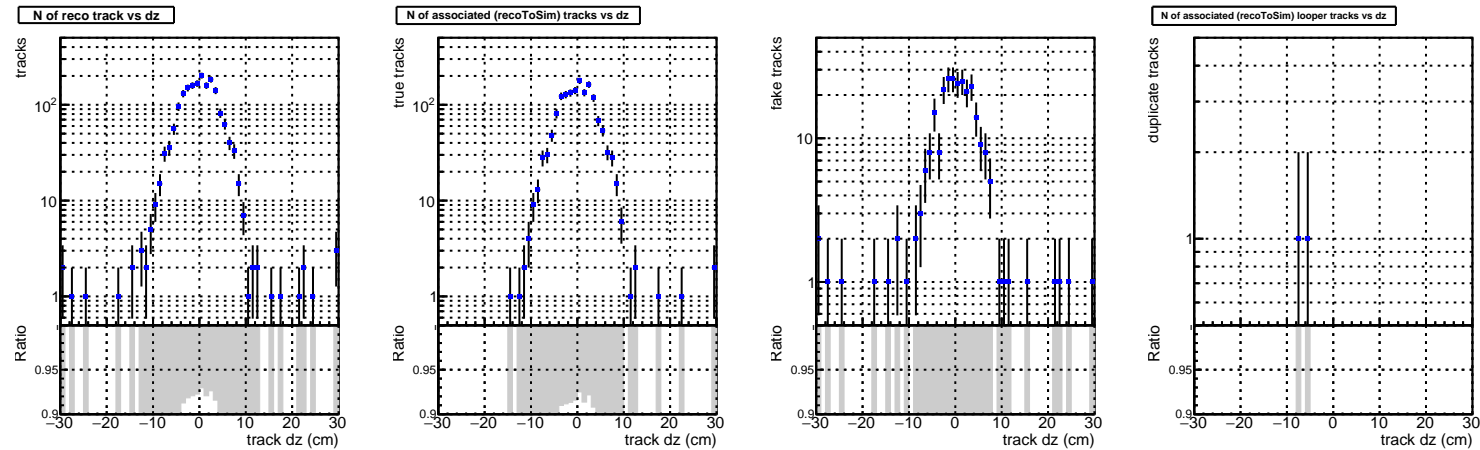 N of reco track vs dz
tracks
10²
10
1
Ratio
1
0.95
0.9
−30 −20 −10 0 10 20 30
track dz (cm)
N of associated (recoToSim) tracks vs dz
true tracks
10²
10
1
Ratio
1
0.95
0.9
−30 −20 −10 0 10 20 30
track dz (cm)
fake tracks
10
1
Ratio
1
0.95
0.9
−30 −20 −10 0 10 20 30
track dz (cm)
N of associated (recoToSim) looper tracks vs dz
duplicate tracks
1
Ratio
1
0.95
0.9
−30 −20 −10 0 10 20 30
track dz (cm)